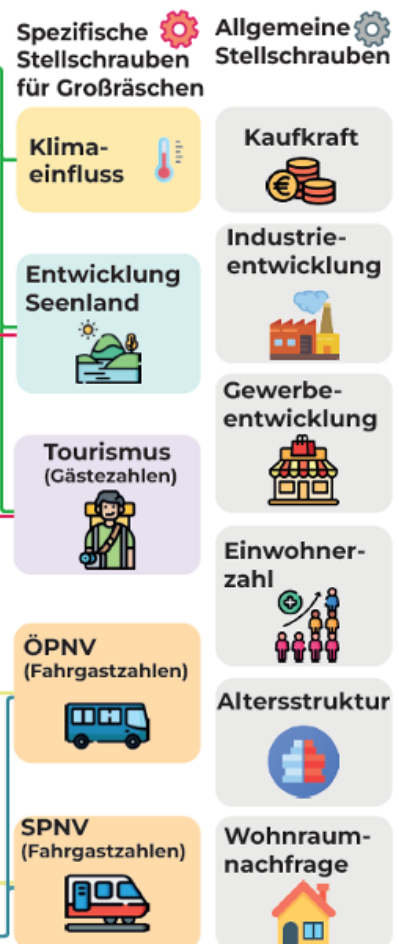 Spezifische
Stellschrauben
für Großräschen
Klima-
einfluss
Entwicklung
Seenland
Tourismus
(Gästezahlen)
ÖPNV
(Fahrgastzahlen)
SPNV
(Fahrgastzahlen)
Allgemeine
Stellschrauben
Kaufkraft
€
Industrie-
entwicklung
Gewerbe-
entwicklung
Einwohner-
zahl
Altersstruktur
Wohnraum-
nachfrage